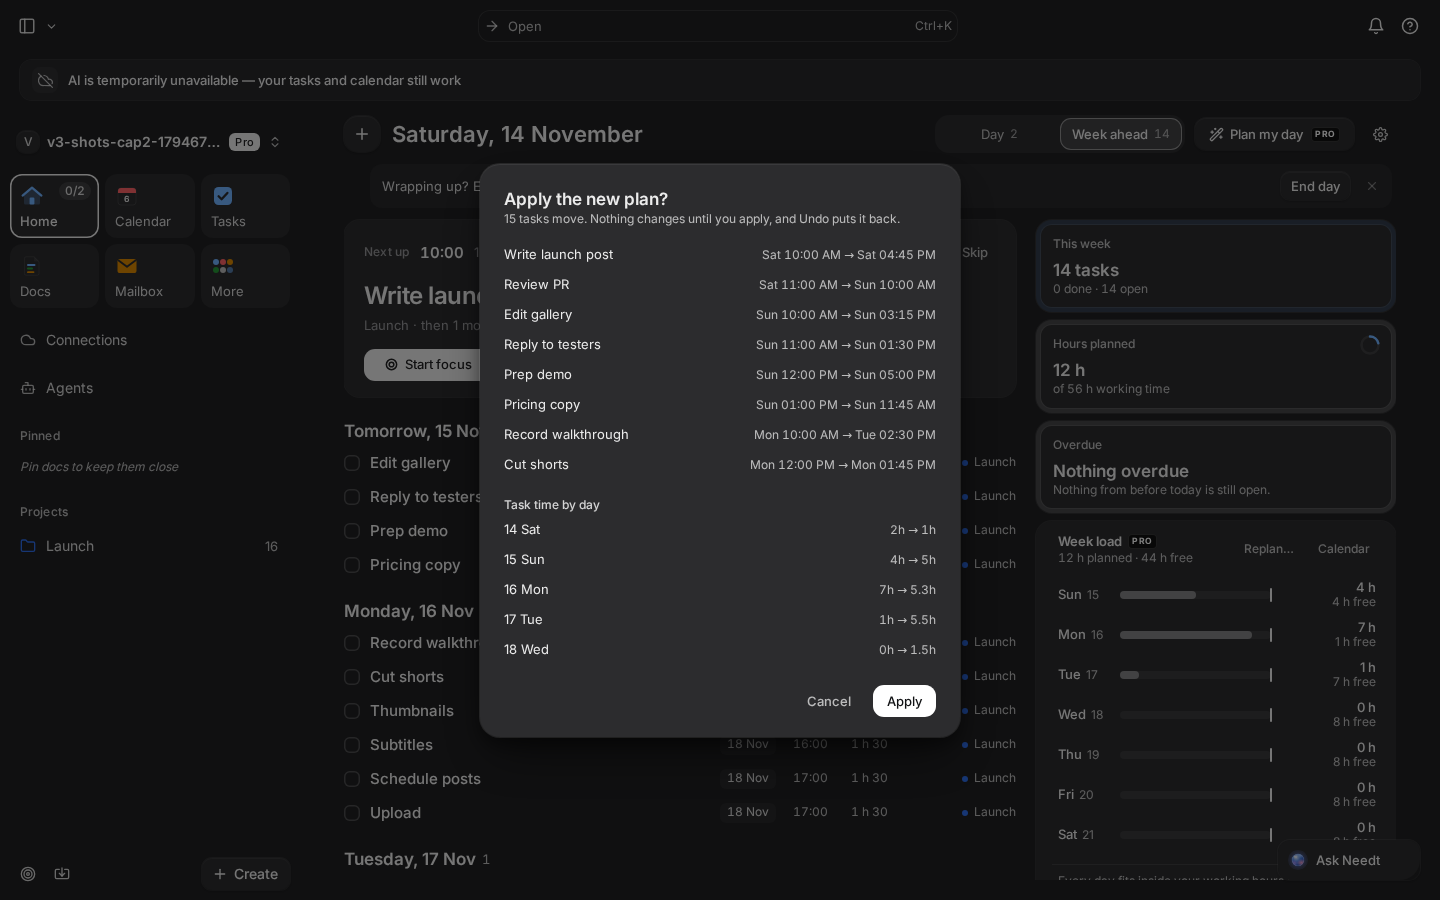 Open
Ctrl+K
AI is temporarily unavailable — your tasks and calendar still work
V v3-shots-cap2-179467... Pro
0/2
Home
6
Calendar
Tasks
Docs
Mailbox
More
Connections
Agents
Pinned
Pin docs to keep them close
Projects
Launch 16
Create
Saturday, 14 November
Day 2
Week ahead 14
Plan my day PRO
Wrapping up?
End day
Next up 10:00
Skip
Write
Launch · then 1
Start focus
Tomorrow, 15
Edit gallery Launch
Reply to testers Launch
Prep demo Launch
Pricing copy Launch
Monday, 16 Nov
Record Launch
Cut shorts Launch
Thumbnails Launch
Subtitles 18 Nov 16:00 1 h 30 Launch
Schedule posts 18 Nov 17:00 1 h 30 Launch
Upload 18 Nov 17:00 1 h 30 Launch
Tuesday, 17 Nov 1
Apply the new plan?
15 tasks move. Nothing changes until you apply, and Undo puts it back.
Write launch post Sat 10:00 AM → Sat 04:45 PM
Review PR Sat 11:00 AM → Sun 10:00 AM
Edit gallery Sun 10:00 AM → Sun 03:15 PM
Reply to testers Sun 11:00 AM → Sun 01:30 PM
Prep demo Sun 12:00 PM → Sun 05:00 PM
Pricing copy Sun 01:00 PM → Sun 11:45 AM
Record walkthrough Mon 10:00 AM → Tue 02:30 PM
Cut shorts Mon 12:00 PM → Mon 01:45 PM
Task time by day
14 Sat 2h → 1h
15 Sun 4h → 5h
16 Mon 7h → 5.3h
17 Tue 1h → 5.5h
18 Wed 0h → 1.5h
Cancel
Apply
This week
14 tasks
0 done · 14 open
Hours planned
12 h
of 56 h working time
Overdue
Nothing overdue
Nothing from before today is still open.
Week load PRO
12 h planned · 44 h free
Replan...
Calendar
Sun 15 4 h
4 h free
Mon 16 7 h
1 h free
Tue 17 1 h
7 h free
Wed 18 0 h
8 h free
Thu 19 0 h
8 h free
Fri 20 0 h
8 h free
Sat 21 0 h
Ask Needt